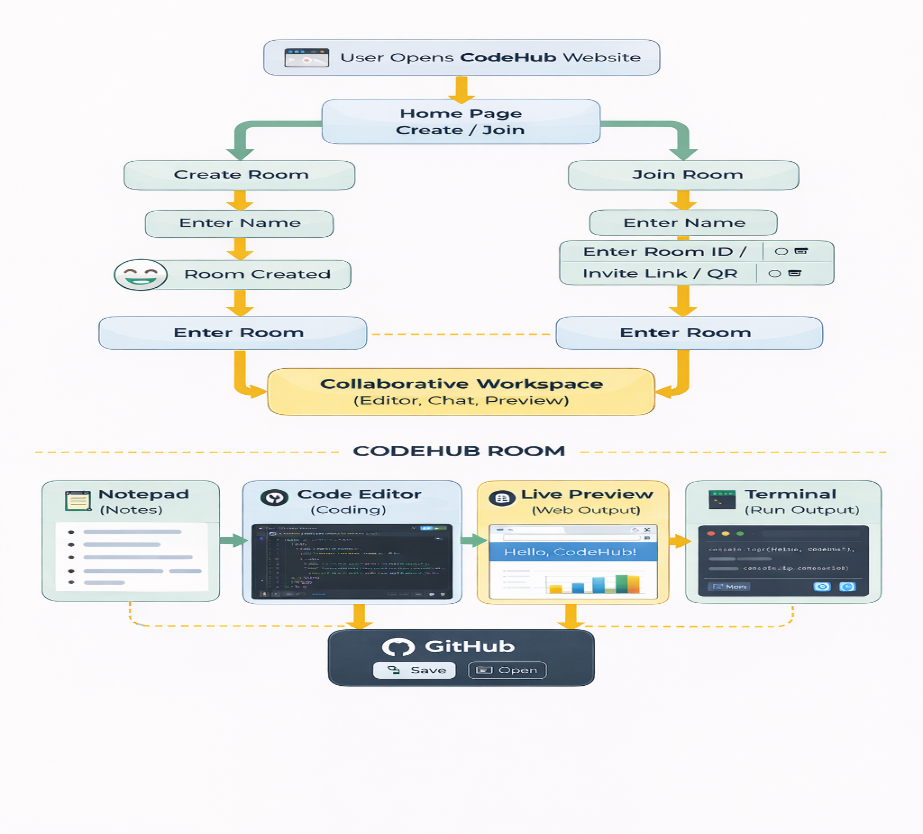 User Opens CodeHub Website
Home Page
Create / Join
Create Room
Join Room
Enter Name
Enter Name
Room Created
Enter Room ID /
Invite Link / QR
Enter Room
Enter Room
Collaborative Workspace
(Editor, Chat, Preview)
CODEHUB ROOM
Notepad
(Notes)
Code Editor
(Coding)
Live Preview
(Web Output)
Hello, CodeHub!
Terminal
(Run Output)
GitHub
Save
Open